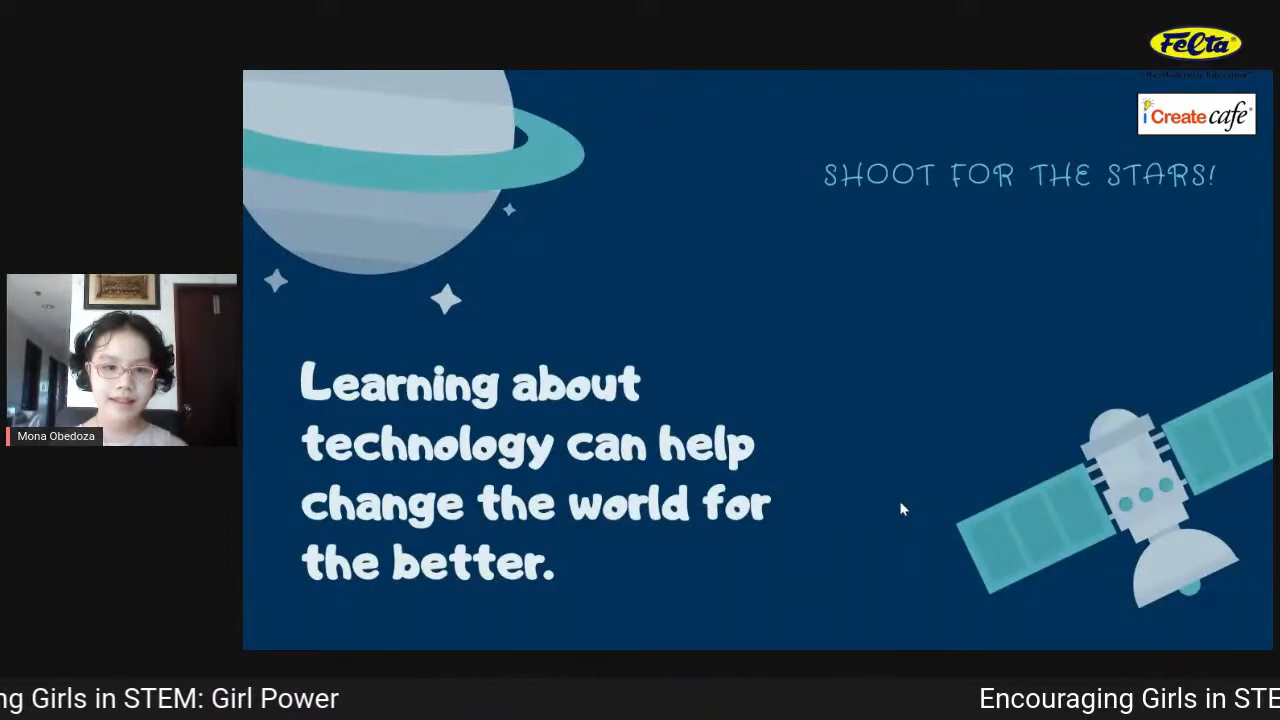 Felta
iCreate cafe
SHOOT FOR THE STARS!
Learning about
technology can help
change the world for
the better.
Mona Obedoza
ng Girls in STEM: Girl Power
Encouraging Girls in STE